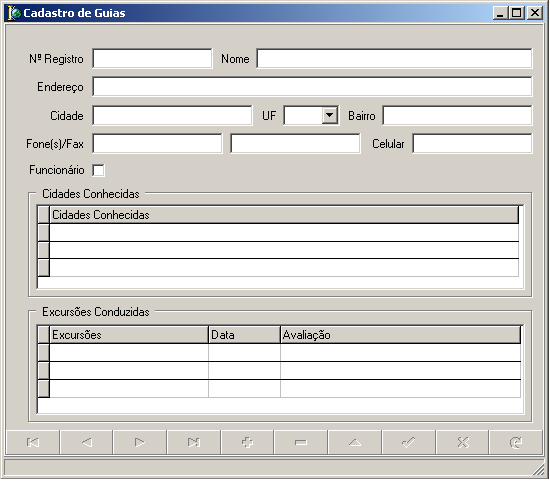 Cadastro de Guias
Nº Registro Nome
Endereço
Cidade UF Bairro
Fone(s)/Fax Celular
Funcionário
Cidades Conhecidas
Cidades Conhecidas
Excursões Conduzidas
Excursões Data Avaliação